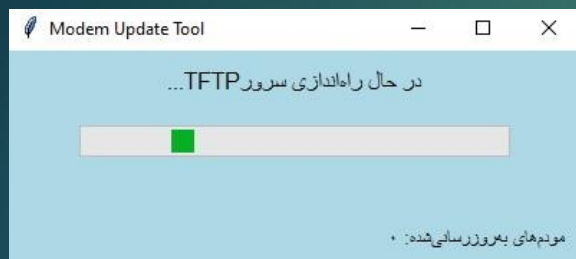 Modem Update Tool
در حال راه‌اندازی سرورTFTP...
مودم‌های به‌روزرسانی‌شده: ۰